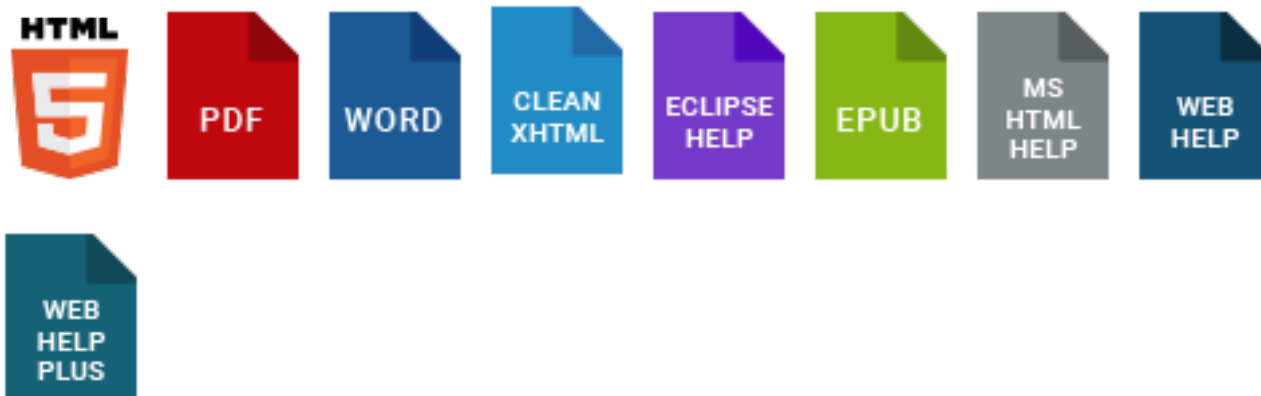 HTML
5
PDF
WORD
CLEAN
XHTML
ECLIPSE
HELP
EPUB
MS
HTML
HELP
WEB
HELP
WEB
HELP
PLUS